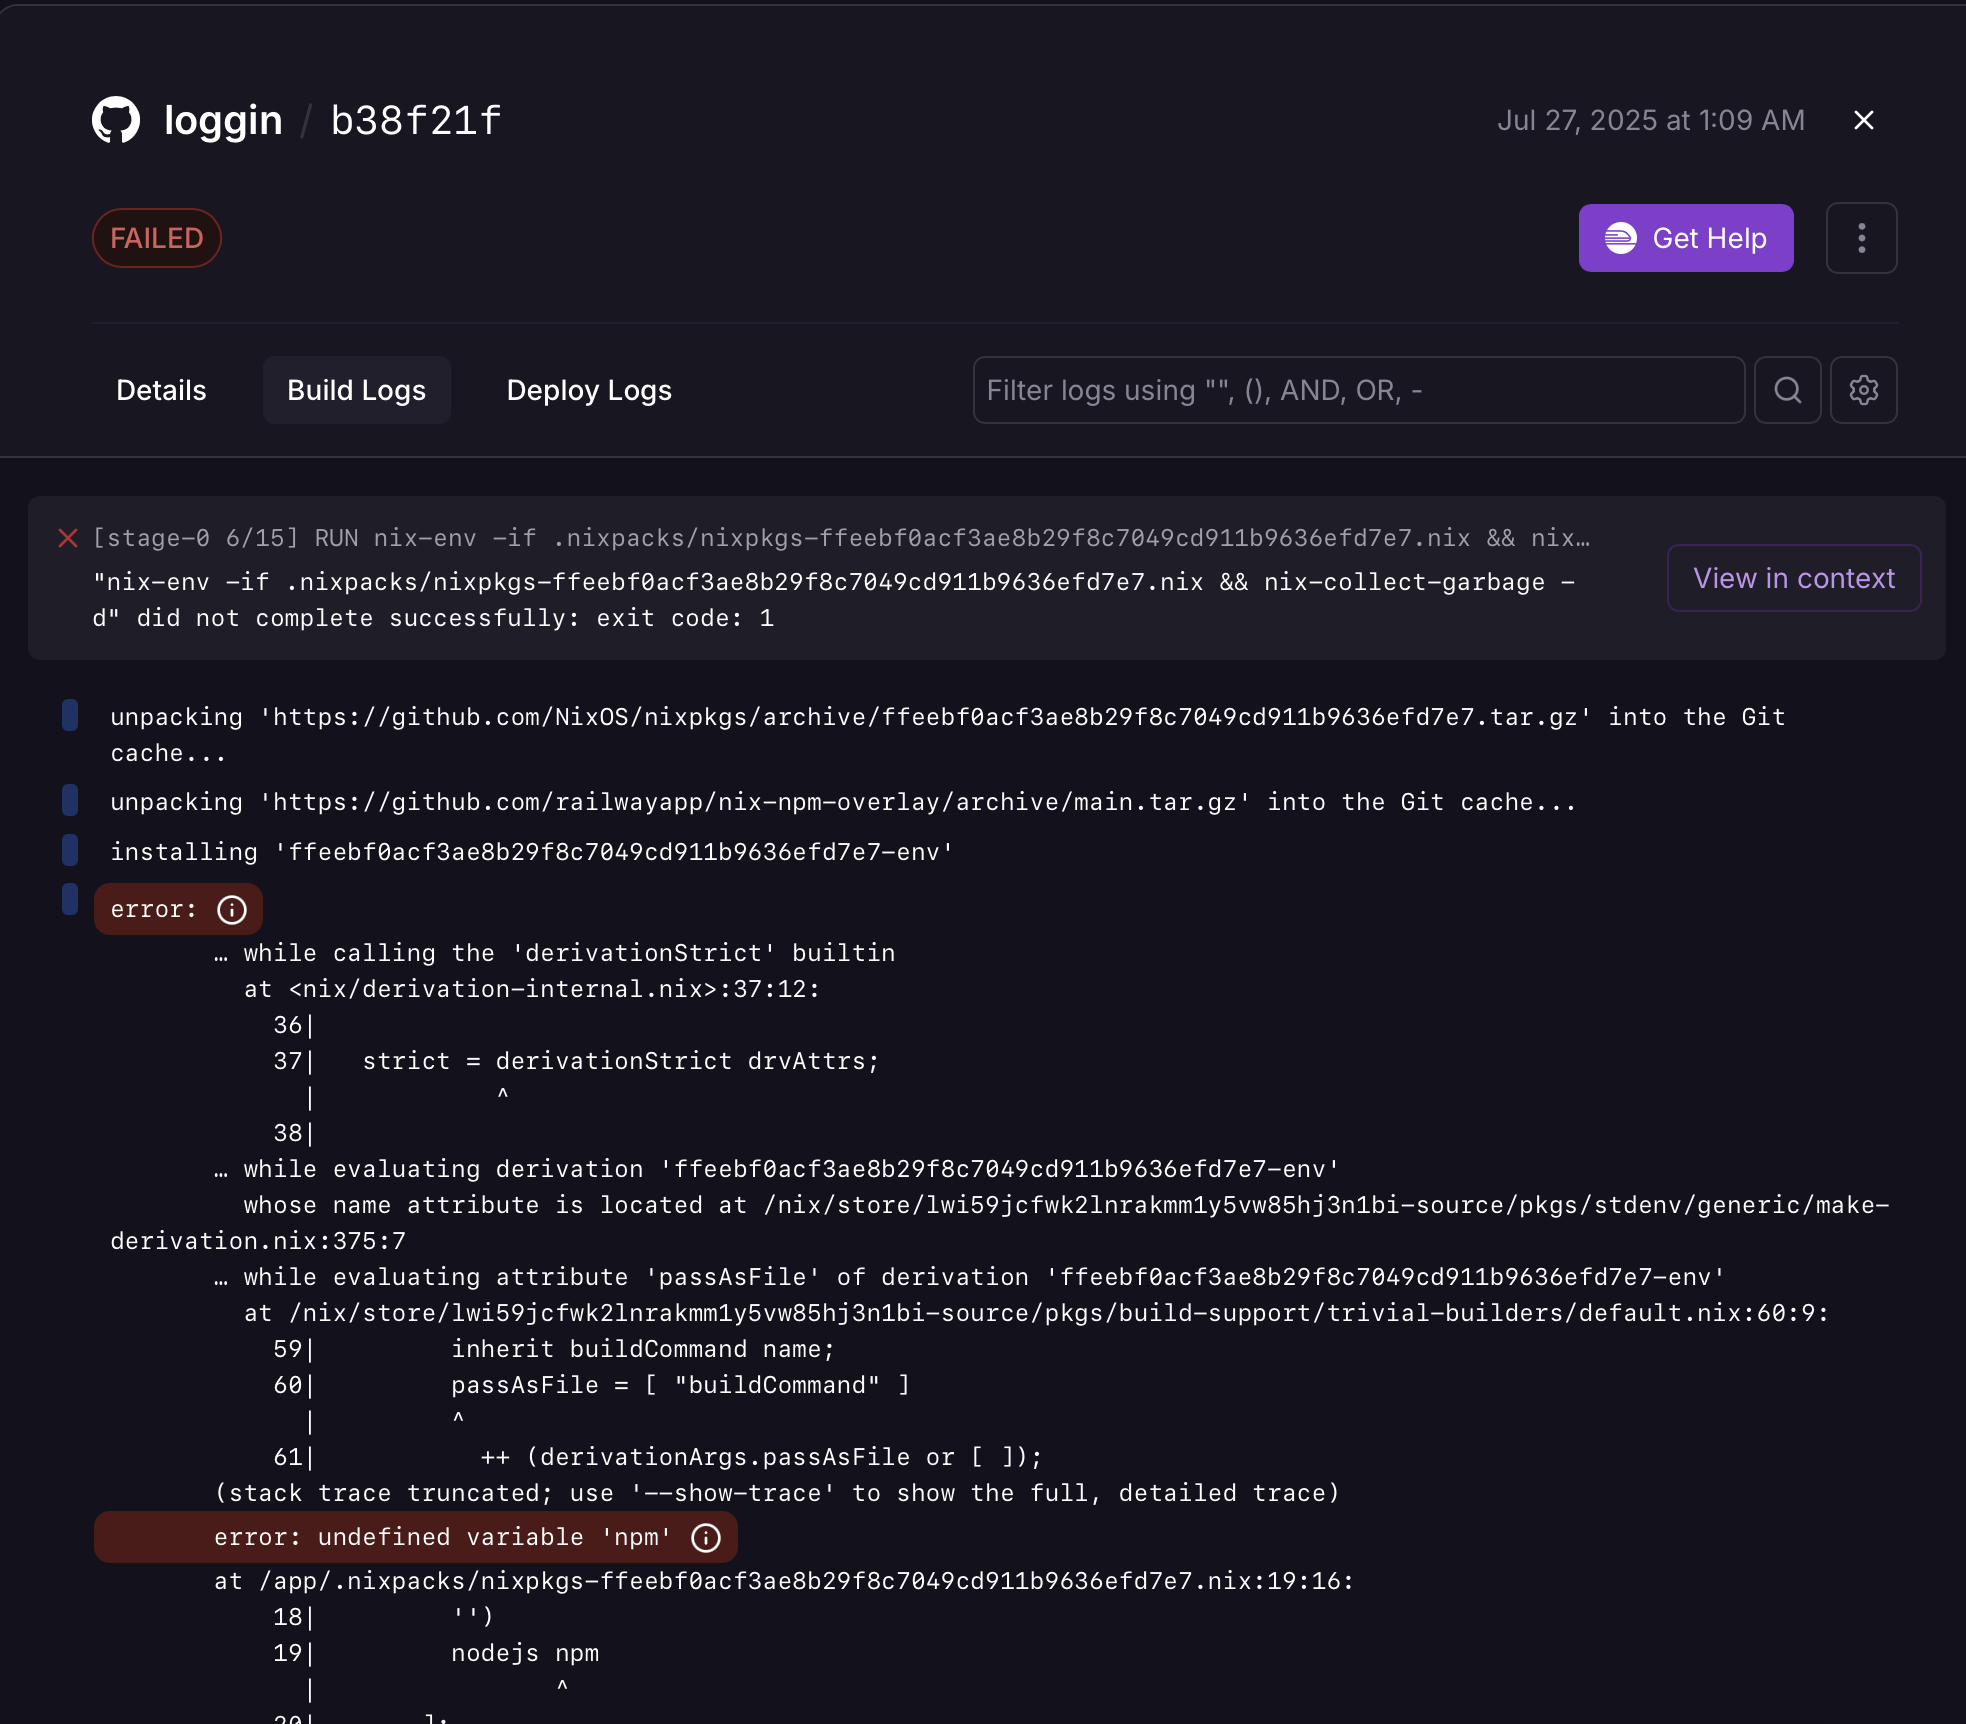 loggin / b38f21f
Jul 27, 2025 at 1:09 AM
FAILED
Get Help
Details
Build Logs
Deploy Logs
Filter logs using "", (), AND, OR, -
[stage-0 6/15] RUN nix-env -if .nixpacks/nixpkgs-ffeebf0acf3ae8b29f8c7049cd911b9636efd7e7.nix && nix…
"nix-env -if .nixpacks/nixpkgs-ffeebf0acf3ae8b29f8c7049cd911b9636efd7e7.nix && nix-collect-garbage -
d" did not complete successfully: exit code: 1
View in context
unpacking 'https://github.com/NixOS/nixpkgs/archive/ffeebf0acf3ae8b29f8c7049cd911b9636efd7e7.tar.gz' into the Git
cache...
unpacking 'https://github.com/railwayapp/nix-npm-overlay/archive/main.tar.gz' into the Git cache...
installing 'ffeebf0acf3ae8b29f8c7049cd911b9636efd7e7-env'
error:
… while calling the 'derivationStrict' builtin
at <nix/derivation-internal.nix>:37:12:
36|
37|   strict = derivationStrict drvAttrs;
|            ^
38|
… while evaluating derivation 'ffeebf0acf3ae8b29f8c7049cd911b9636efd7e7-env'
whose name attribute is located at /nix/store/lwi59jcfwk2lnrakmm1y5vw85hj3n1bi-source/pkgs/stdenv/generic/make-
derivation.nix:375:7
… while evaluating attribute 'passAsFile' of derivation 'ffeebf0acf3ae8b29f8c7049cd911b9636efd7e7-env'
at /nix/store/lwi59jcfwk2lnrakmm1y5vw85hj3n1bi-source/pkgs/build-support/trivial-builders/default.nix:60:9:
59|         inherit buildCommand name;
60|         passAsFile = [ "buildCommand" ]
|         ^
61|           ++ (derivationArgs.passAsFile or [ ]);
(stack trace truncated; use '--show-trace' to show the full, detailed trace)
error: undefined variable 'npm'
at /app/.nixpacks/nixpkgs-ffeebf0acf3ae8b29f8c7049cd911b9636efd7e7.nix:19:16:
18|         '')
19|         nodejs npm
|                ^
20|       ];